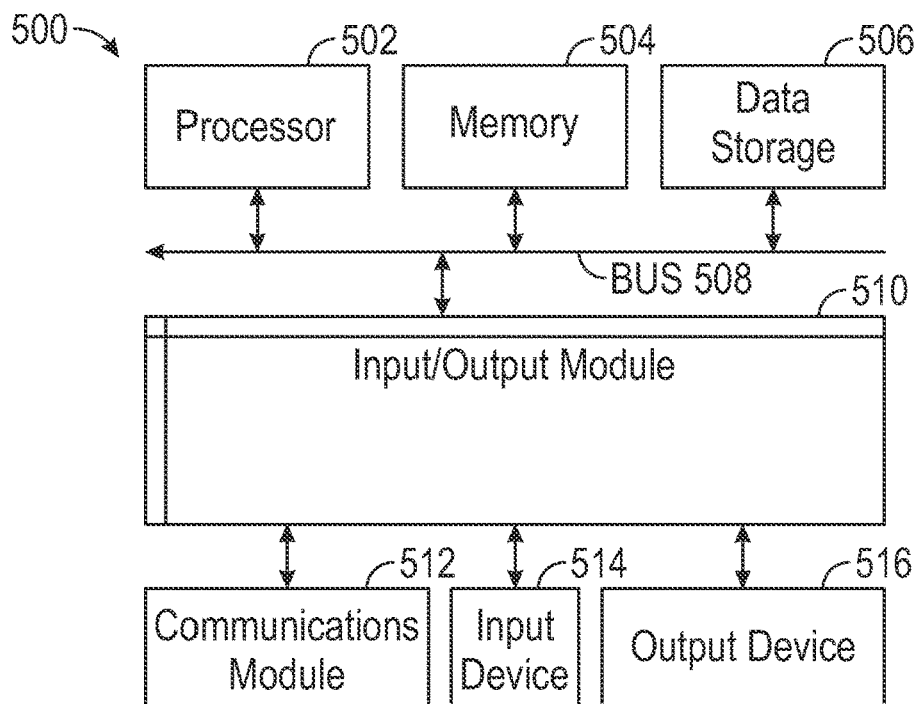 500
502
504
506
Processor
Memory
Data
Storage
BUS 508
510
Input/Output Module
512
514
516
Communications
Module
Input
Device
Output Device